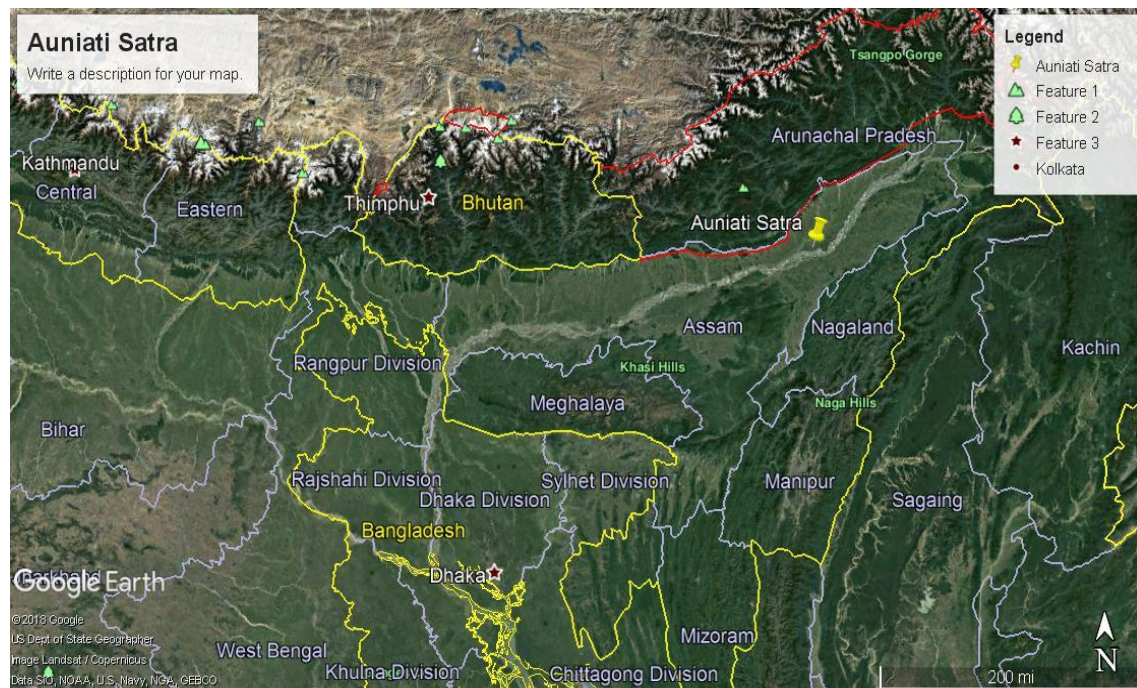 Auniati Satra
Write a description for your map.
Legend
Auniati Satra
Feature 1
Feature 2
Feature 3
Kolkata
Tsangpo Gorge
Arunachal Pradesh
Kathmandu
Central
Eastern
Thimphu
Bhutan
Auniati Satra
Assam
Nagaland
Kachin
Rangpur Division
Khasi Hills
Meghalaya
Naga Hills
Bihar
Rajshahi Division
Dhaka Division
Sylhet Division
Manipur
Sagaing
Bangladesh
Dhaka
Google Earth
©2018 Google
US Dept of State Geographer
Image Landsat / Copernicus
Data SIO, NOAA, U.S. Navy, NGA, GEBCO
West Bengal
Khulna Division
Chittagong Division
Mizoram
N
200 mi